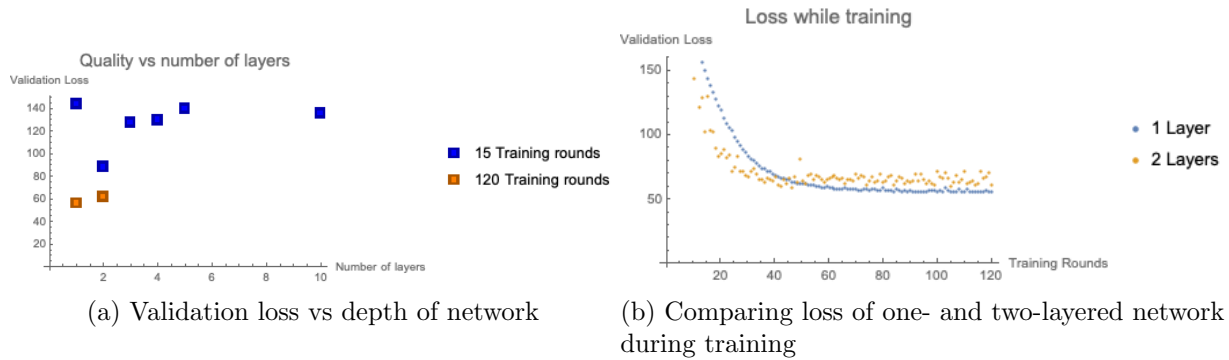 Quality vs number of layers
Validation Loss
140
120
100
80
60
40
20
2
4
6
8
10
Number of layers
15 Training rounds
120 Training rounds
(a) Validation loss vs depth of network
Loss while training
Validation Loss
150
100
50
20
40
60
80
100
120
Training Rounds
1 Layer
2 Layers
(b) Comparing loss of one- and two-layered network
during training